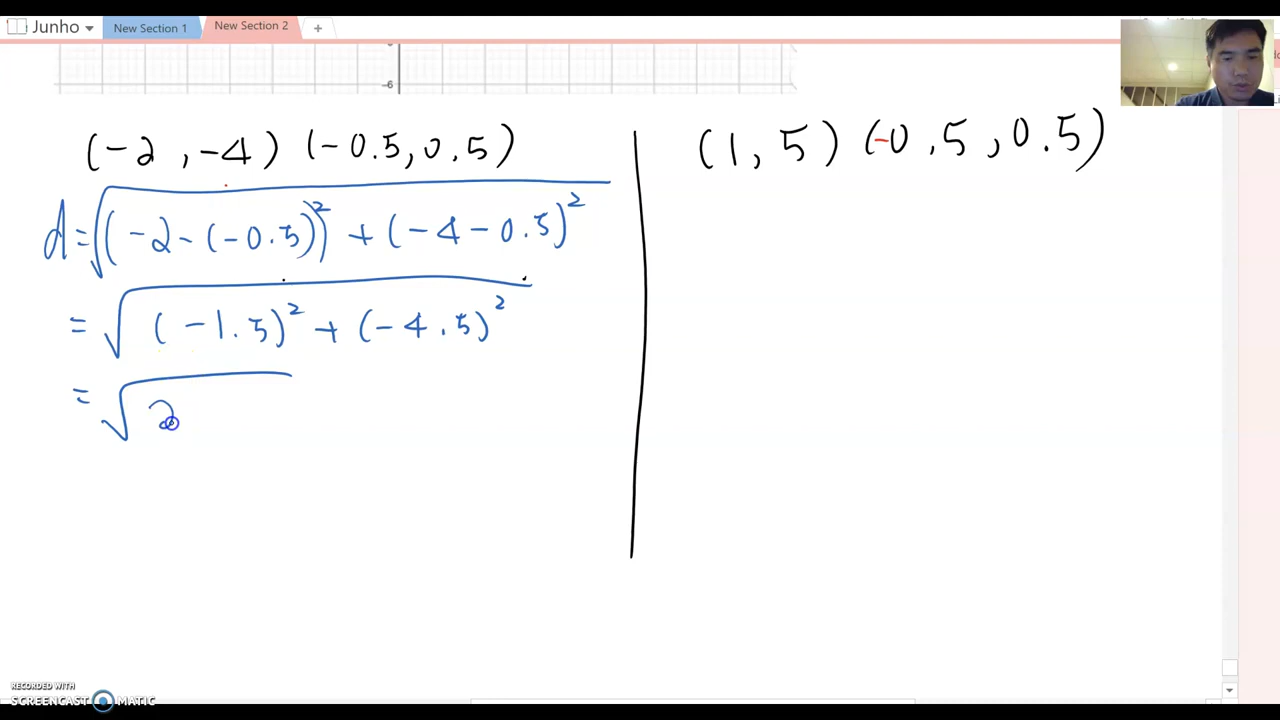 Junho New Section 1 New Section 2 +
-6
(-2, -4) (-0.5, 0.5)
d=√((-2-(-0.5))² + (-4-0.5)²
= √(-1.5)² + (-4.5)²
= √2
(1, 5) (-0.5, 0.5)
RECORDED WITH
SCREENCAST MATIC